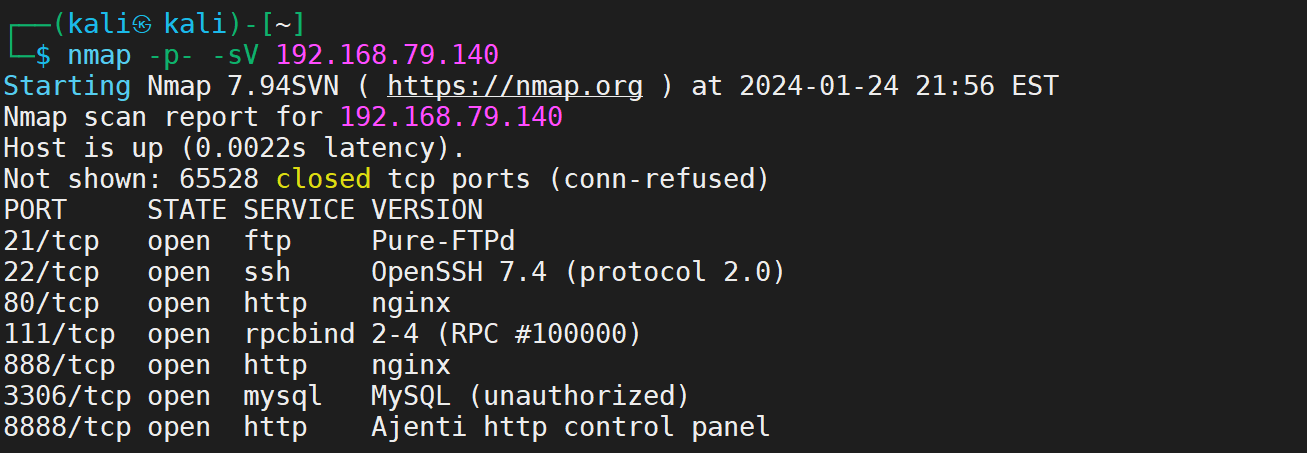 ┌──(kali㉿ kali)-[~]
└─$ nmap -p- -sV 192.168.79.140
Starting Nmap 7.94SVN ( https://nmap.org ) at 2024-01-24 21:56 EST
Nmap scan report for 192.168.79.140
Host is up (0.0022s latency).
Not shown: 65528 closed tcp ports (conn-refused)
PORT     STATE SERVICE VERSION
21/tcp   open  ftp     Pure-FTPd
22/tcp   open  ssh     OpenSSH 7.4 (protocol 2.0)
80/tcp   open  http    nginx
111/tcp  open  rpcbind 2-4 (RPC #100000)
888/tcp  open  http    nginx
3306/tcp open  mysql   MySQL (unauthorized)
8888/tcp open  http    Ajenti http control panel